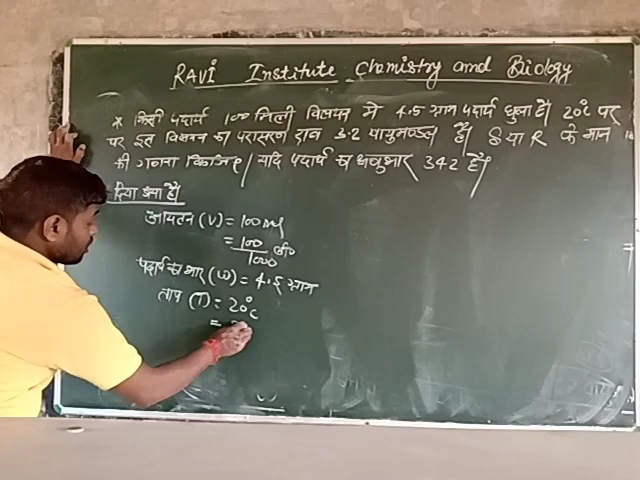 RAVI Institute Chemistry and Biology
* किसी पदार्थ 100 मिली विलयन में 4.5 ग्राम पदार्थ घुला है। 20°C पर
पर इस विलयन का परासरण दाब 3.2 वायुमण्डल है। S या R के मान
की गणना किजिए। यदि पदार्थ का अणुभार 342 है।
दिया गया है।
आयतन (V) = 100 ml
= 100/1000 ली०
पदार्थ का भार (w) = 4.5 ग्राम
ताप (T) = 20°C
=